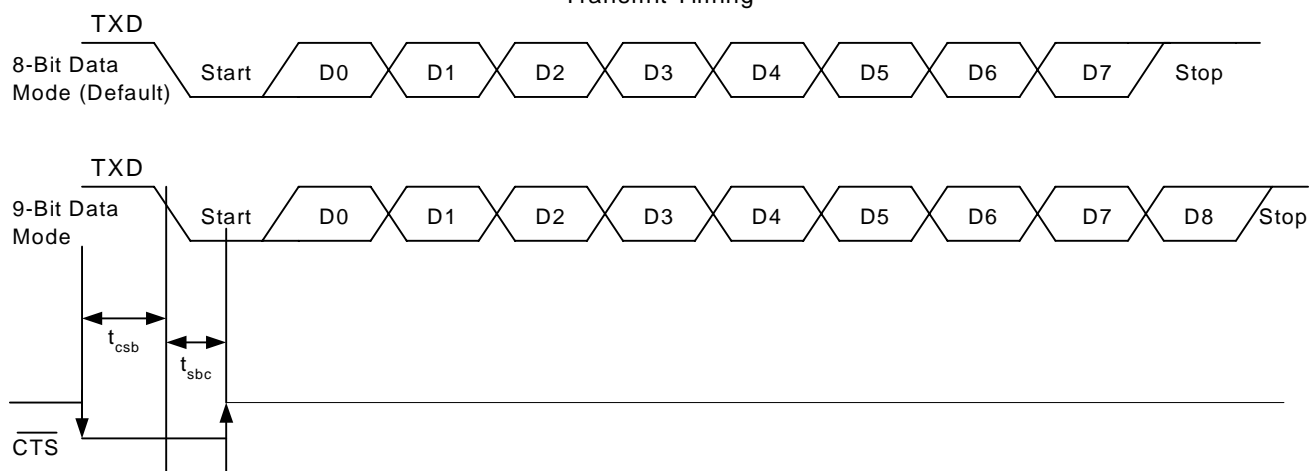 Transmit Timing
TXD
8-Bit Data
Mode (Default)
Start D0 D1 D2 D3 D4 D5 D6 D7 Stop
TXD
9-Bit Data
Mode
Start D0 D1 D2 D3 D4 D5 D6 D7 D8 Stop
tcsb
tsbc
CTS